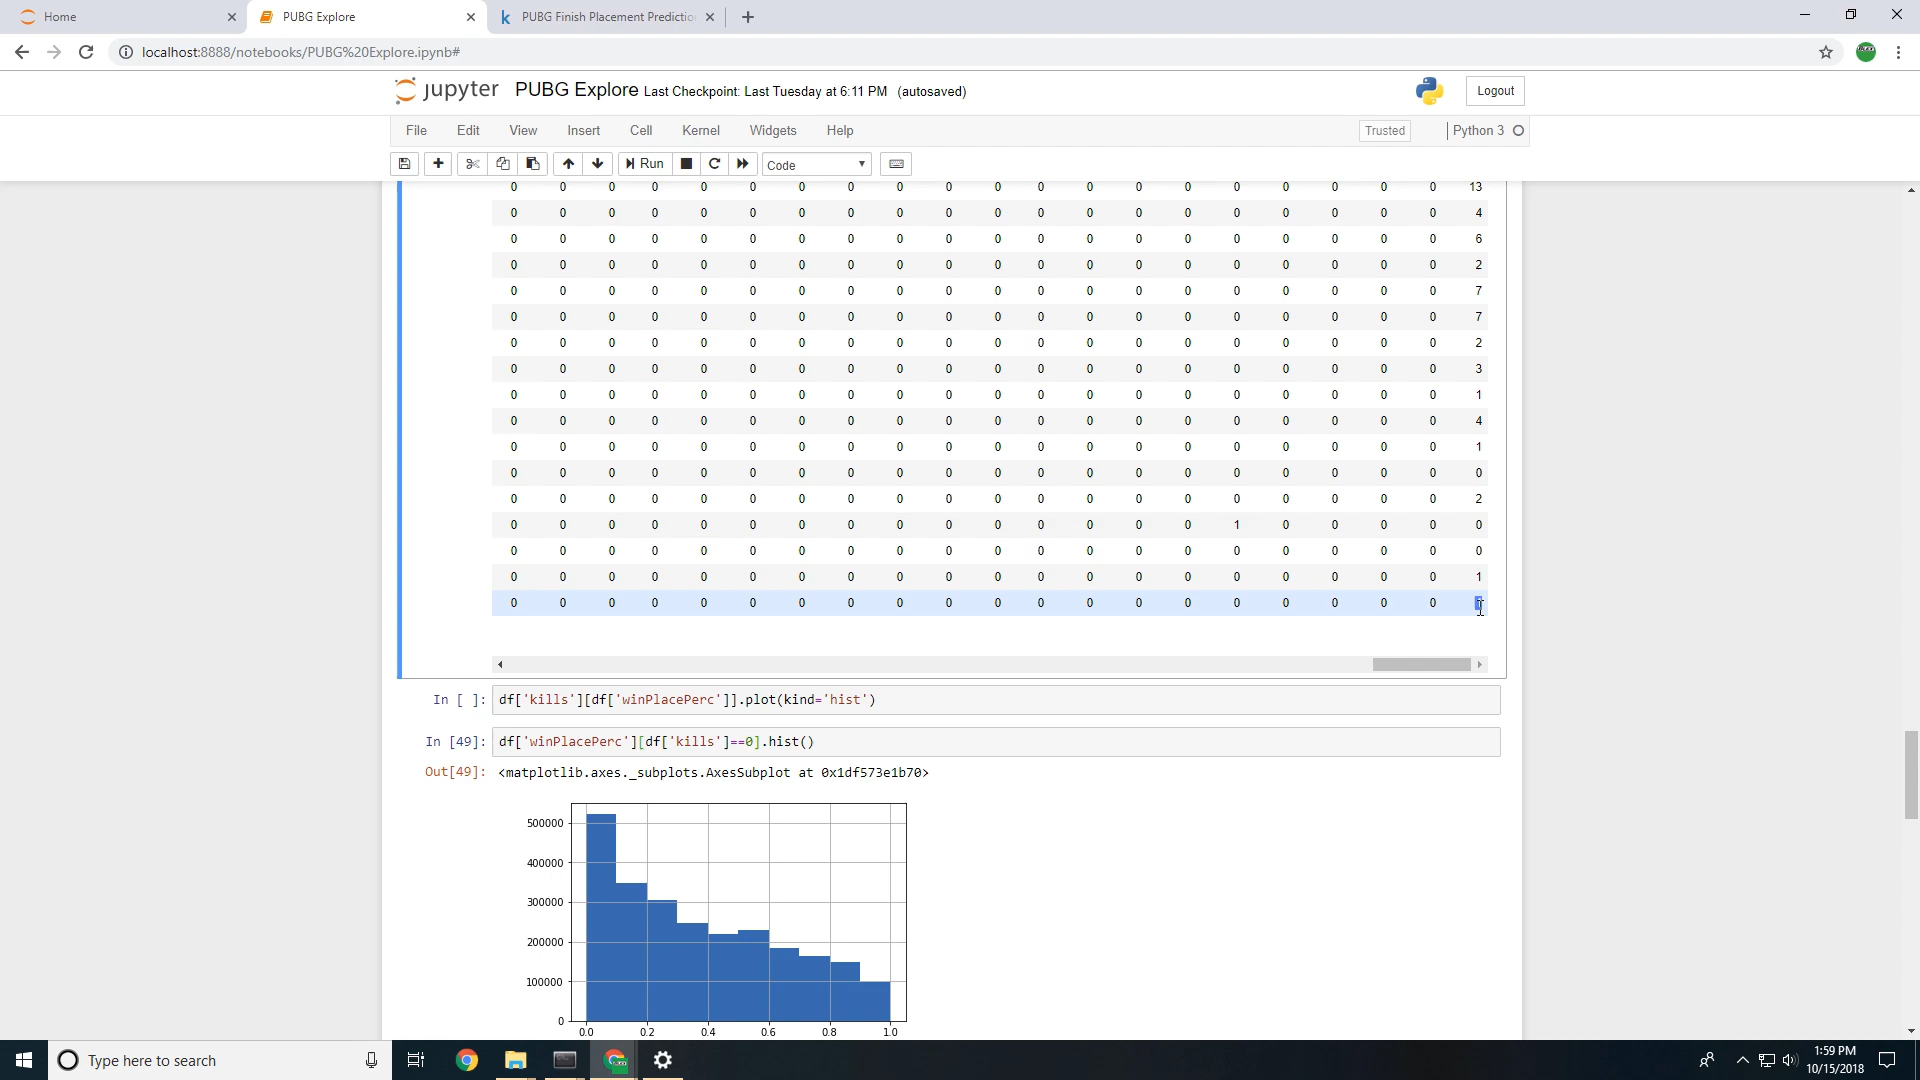 Home
PUBG Explore
PUBG Finish Placement Predictio
localhost:8888/notebooks/PUBG%20Explore.ipynb#
jupyter PUBG Explore Last Checkpoint: Last Tuesday at 6:11 PM (autosaved)
Logout
File Edit View Insert Cell Kernel Widgets Help
Trusted
Python 3
Run
Code
0 0 0 0 0 0 0 0 0 0 0 0 0 0 0 0 0 0 0 0 13
0 0 0 0 0 0 0 0 0 0 0 0 0 0 0 0 0 0 0 0 4
0 0 0 0 0 0 0 0 0 0 0 0 0 0 0 0 0 0 0 0 6
0 0 0 0 0 0 0 0 0 0 0 0 0 0 0 0 0 0 0 0 2
0 0 0 0 0 0 0 0 0 0 0 0 0 0 0 0 0 0 0 0 7
0 0 0 0 0 0 0 0 0 0 0 0 0 0 0 0 0 0 0 0 7
0 0 0 0 0 0 0 0 0 0 0 0 0 0 0 0 0 0 0 0 2
0 0 0 0 0 0 0 0 0 0 0 0 0 0 0 0 0 0 0 0 3
0 0 0 0 0 0 0 0 0 0 0 0 0 0 0 0 0 0 0 0 1
0 0 0 0 0 0 0 0 0 0 0 0 0 0 0 0 0 0 0 0 4
0 0 0 0 0 0 0 0 0 0 0 0 0 0 0 0 0 0 0 0 1
0 0 0 0 0 0 0 0 0 0 0 0 0 0 0 0 0 0 0 0 0
0 0 0 0 0 0 0 0 0 0 0 0 0 0 0 0 0 0 0 0 2
0 0 0 0 0 0 0 0 0 0 0 0 0 0 0 1 0 0 0 0 0
0 0 0 0 0 0 0 0 0 0 0 0 0 0 0 0 0 0 0 0 0
0 0 0 0 0 0 0 0 0 0 0 0 0 0 0 0 0 0 0 0 1
0 0 0 0 0 0 0 0 0 0 0 0 0 0 0 0 0 0 0 0
In [ ]: df['kills'][df['winPlacePerc']].plot(kind='hist')
In [49]: df['winPlacePerc'][df['kills']==0].hist()
Out[49]: <matplotlib.axes._subplots.AxesSubplot at 0x1df573e1b70>
500000
400000
300000
200000
100000
0
0.0 0.2 0.4 0.6 0.8 1.0
Type here to search
1:59 PM
10/15/2018